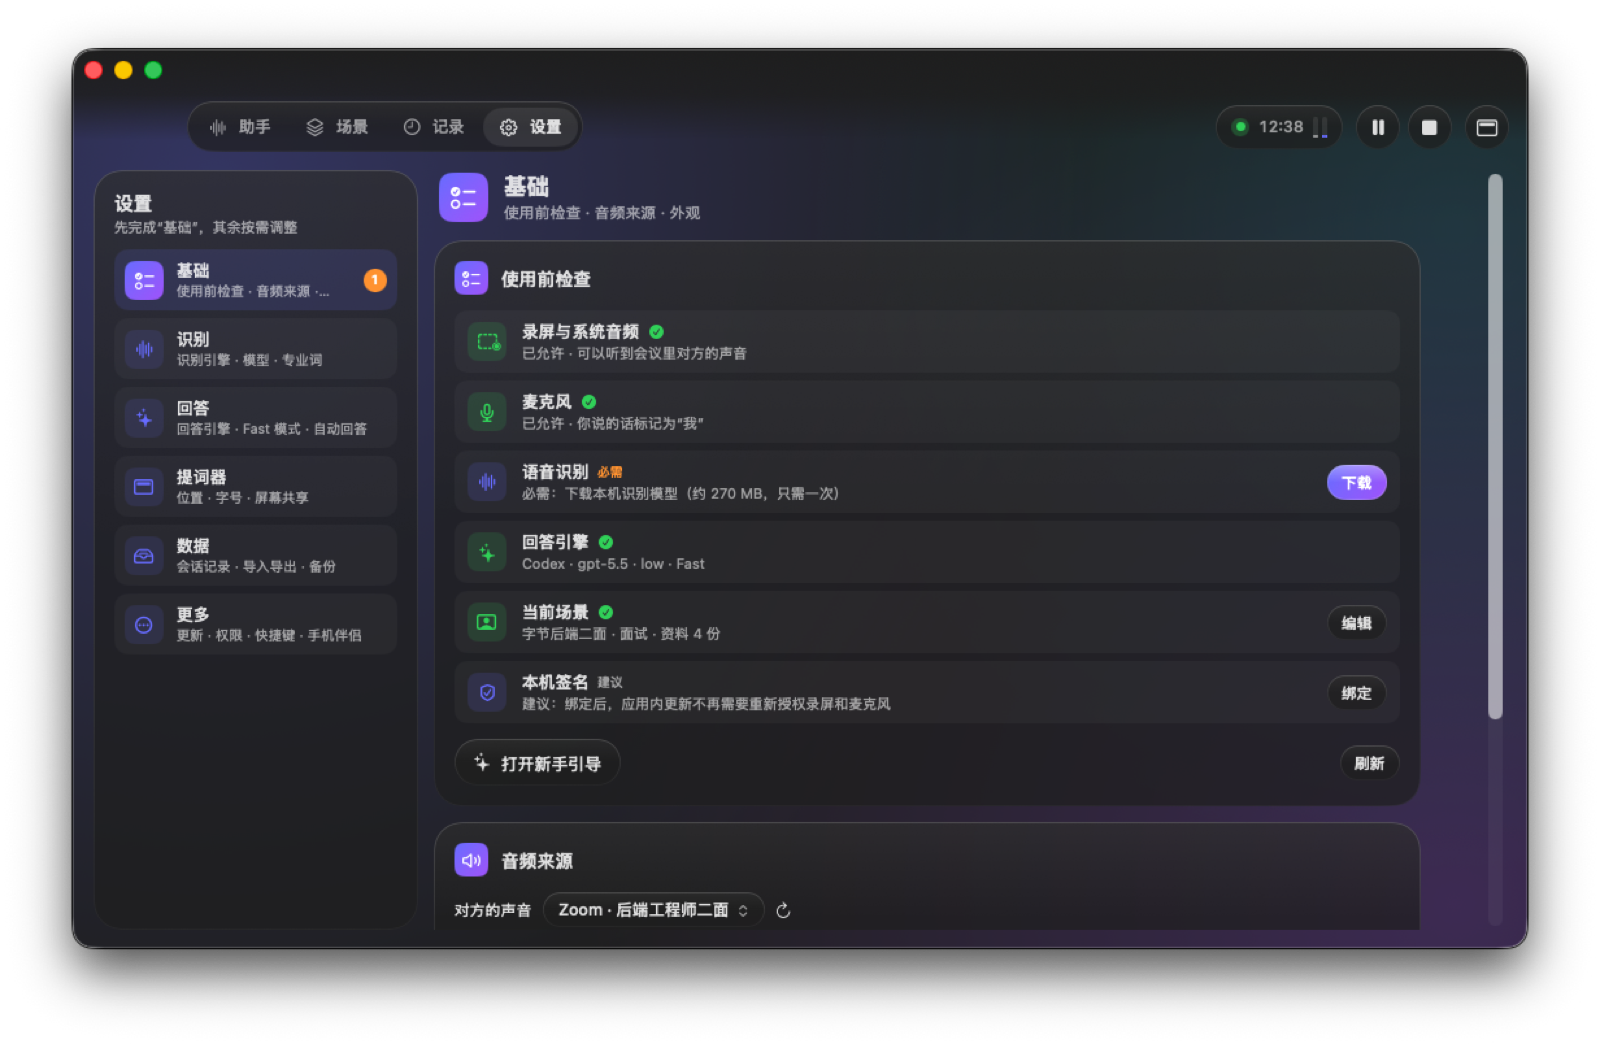 助手
场景
记录
设置
12:38
设置
先完成“基础”，其余按需调整
基础
使用前检查 · 音频来源 ·...
1
识别
识别引擎 · 模型 · 专业词
回答
回答引擎 · Fast 模式 · 自动回答
提词器
位置 · 字号 · 屏幕共享
数据
会话记录 · 导入导出 · 备份
更多
更新 · 权限 · 快捷键 · 手机伴侣
基础
使用前检查 · 音频来源 · 外观
使用前检查
录屏与系统音频
已允许 · 可以听到会议里对方的声音
麦克风
已允许 · 你说的话标记为“我”
语音识别 必需
必需：下载本机识别模型（约 270 MB，只需一次）
下载
回答引擎
Codex · gpt-5.5 · low · Fast
当前场景
字节后端二面 · 面试 · 资料 4 份
编辑
本机签名 建议
建议：绑定后，应用内更新不再需要重新授权录屏和麦克风
绑定
打开新手引导
刷新
音频来源
对方的声音
Zoom · 后端工程师二面